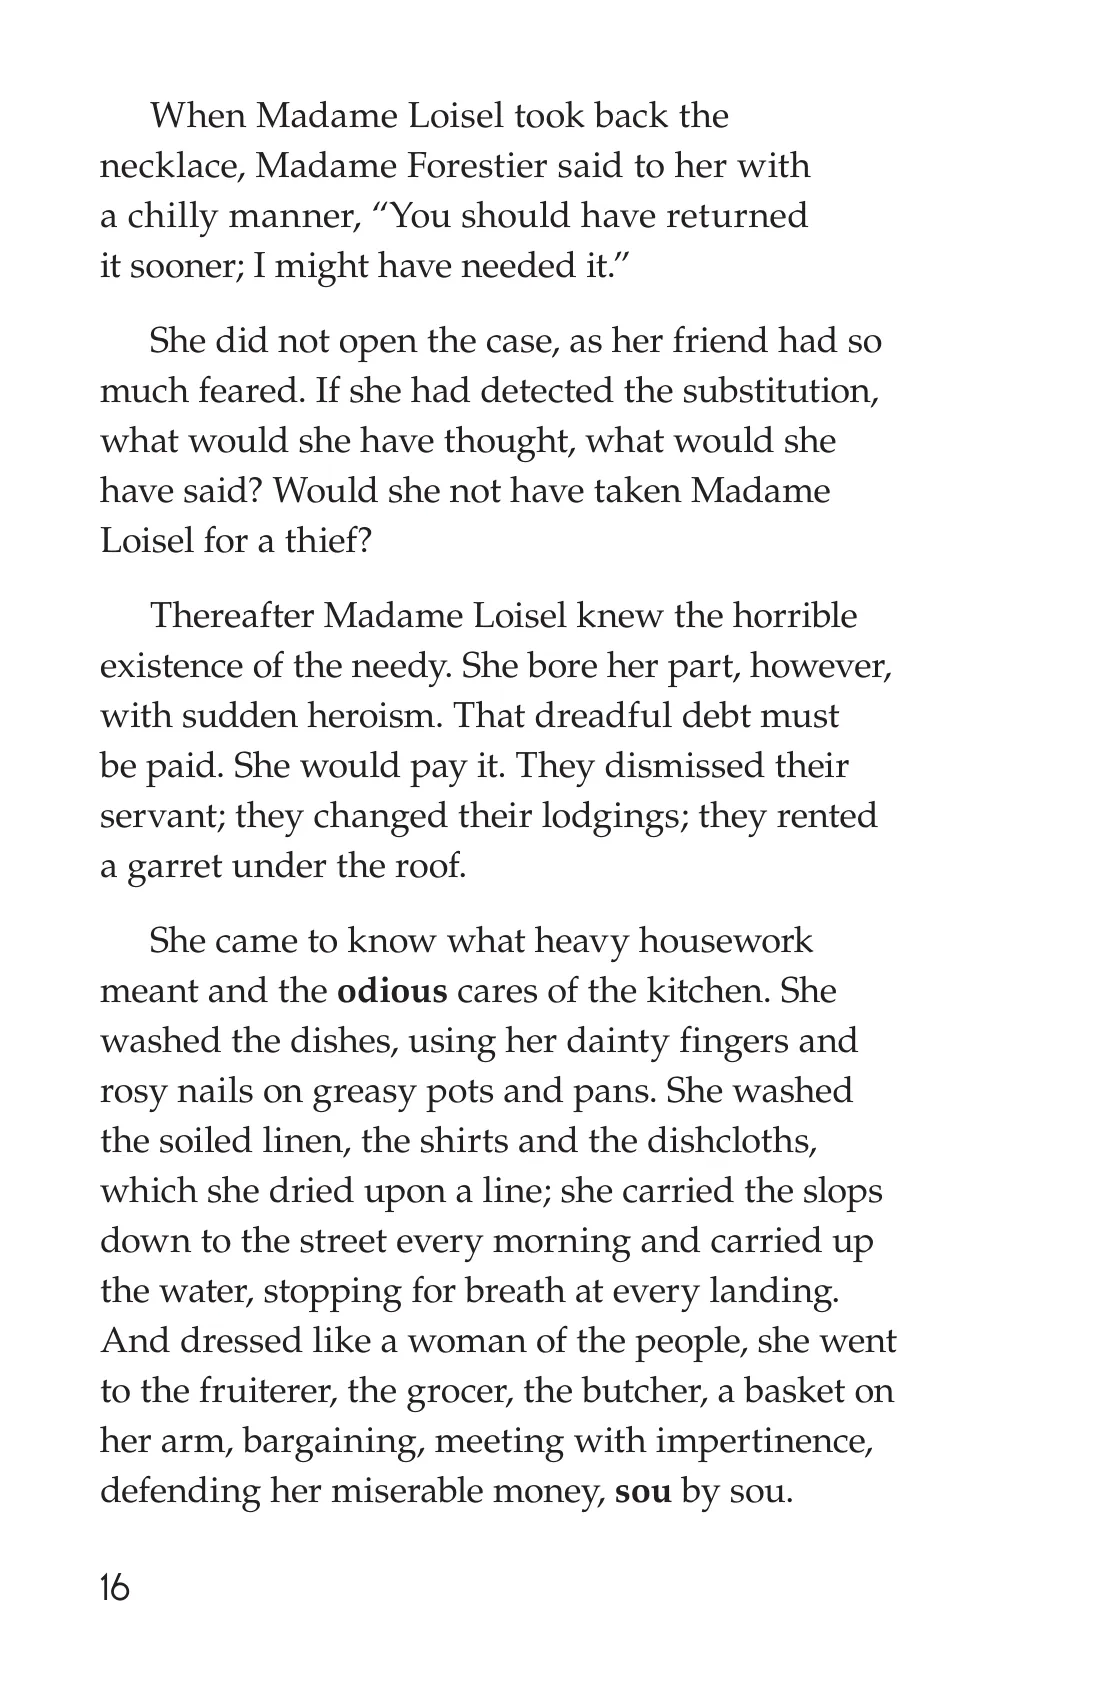 When Madame Loisel took back the
necklace, Madame Forestier said to her with
a chilly manner, “You should have returned
it sooner; I might have needed it.”
She did not open the case, as her friend had so
much feared. If she had detected the substitution,
what would she have thought, what would she
have said? Would she not have taken Madame
Loisel for a thief?
Thereafter Madame Loisel knew the horrible
existence of the needy. She bore her part, however,
with sudden heroism. That dreadful debt must
be paid. She would pay it. They dismissed their
servant; they changed their lodgings; they rented
a garret under the roof.
She came to know what heavy housework
meant and the odious cares of the kitchen. She
washed the dishes, using her dainty fingers and
rosy nails on greasy pots and pans. She washed
the soiled linen, the shirts and the dishcloths,
which she dried upon a line; she carried the slops
down to the street every morning and carried up
the water, stopping for breath at every landing.
And dressed like a woman of the people, she went
to the fruiterer, the grocer, the butcher, a basket on
her arm, bargaining, meeting with impertinence,
defending her miserable money, sou by sou.
16